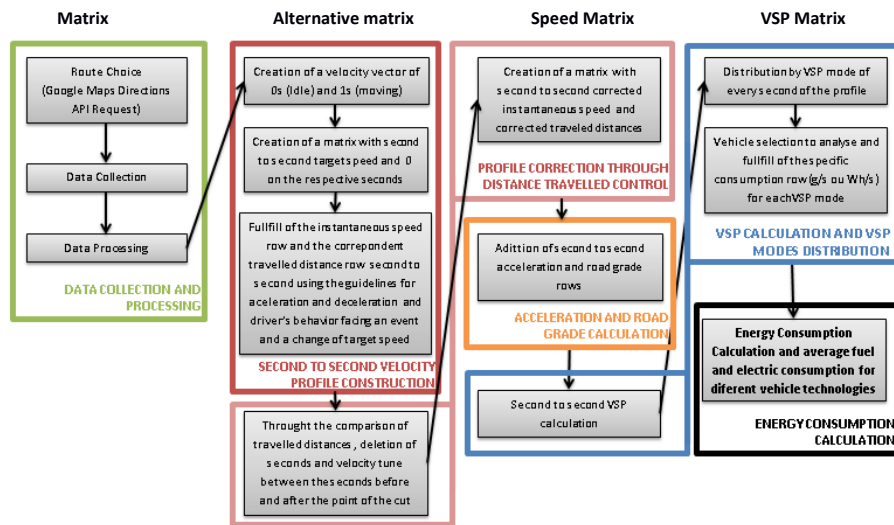 Matrix
Route Choice
(Google Maps Directions
API Request)
Data Collection
Data Processing
DATA COLLECTION AND
PROCESSING
Alternative matrix
Creation of a velocity vector of
0s (Idle) and 1s (moving)
Creation of a matrix with second
to second targets speed and 0
on the respective seconds
Fullfill of the instantaneous speed
row and the correpondent
travelled distance row second to
second using the guidelines for
aceleration and deceleration and
driver's behavior facing an event
and a change of target speed
SECOND TO SECOND VELOCITY
PROFILE CONSTRUCTION
Throught the comparison of
travelled distances, deletion of
seconds and velocity tune
between the seconds before
and after the point of the cut
Speed Matrix
Creation of a matrix with
second to second corrected
instantaneous speed and
corrected traveled distances
PROFILE CORRECTION THROUGH
DISTANCE TRAVELLED CONTROL
Adittion of second to second
acceleration and road grade
rows
ACCELERATION AND ROAD
GRADE CALCULATION
Second to second VSP
calculation
VSP Matrix
Distribution by VSP mode of
every second of the profile
Vehicle selection to analyse and
fullfill of the specific
consumption row (g/s ou Wh/s)
for each VSP mode
VSP CALCULATION AND VSP
MODES DISTRIBUTION
Energy Consumption
Calculation and average fuel
and electric consumption for
diferent vehicle technologies
ENERGY CONSUMPTION
CALCULATION